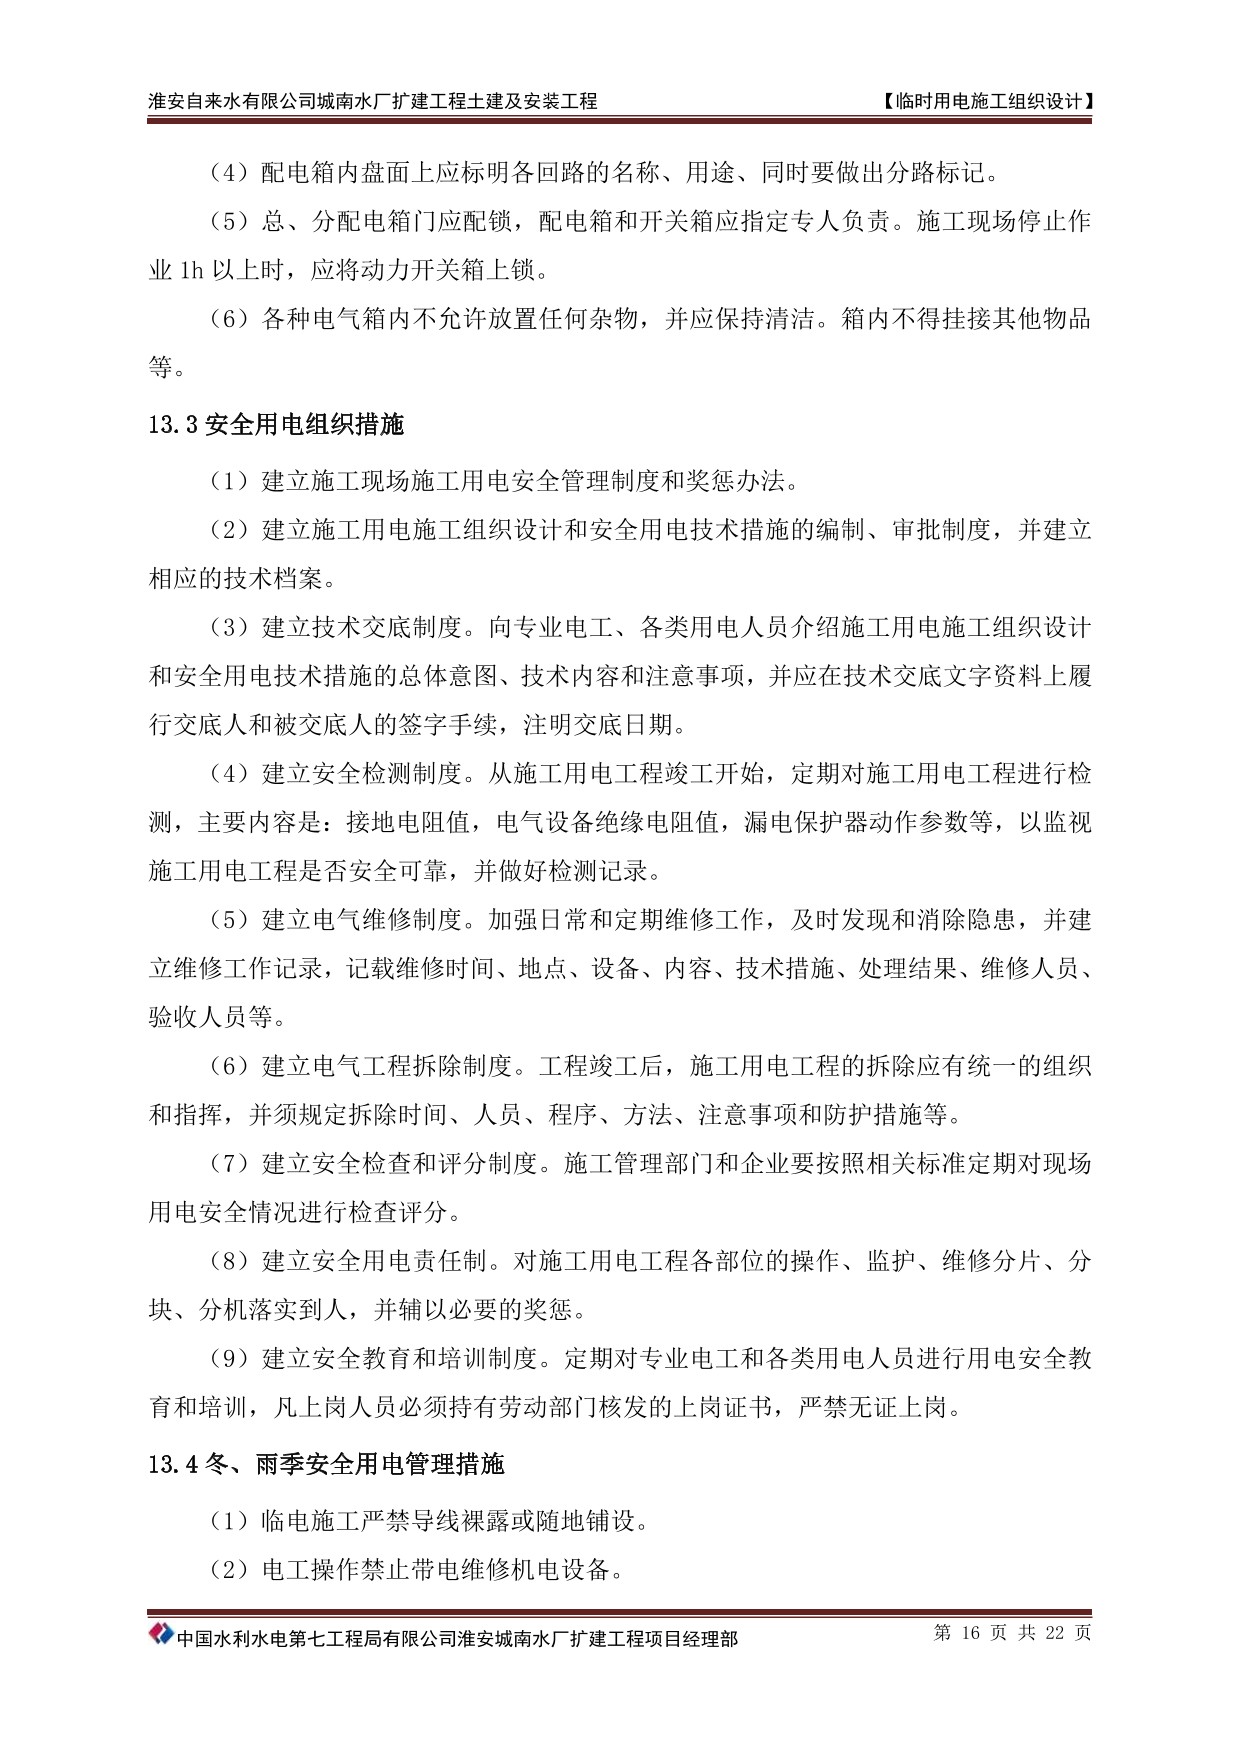 淮安自来水有限公司城南水厂扩建工程土建及安装工程 【临时用电施工组织设计】
（4）配电箱内盘面上应标明各回路的名称、用途、同时要做出分路标记。
（5）总、分配电箱门应配锁，配电箱和开关箱应指定专人负责。施工现场停止作
业 1h 以上时，应将动力开关箱上锁。
（6）各种电气箱内不允许放置任何杂物，并应保持清洁。箱内不得挂接其他物品
等。
13.3 安全用电组织措施
（1）建立施工现场施工用电安全管理制度和奖惩办法。
（2）建立施工用电施工组织设计和安全用电技术措施的编制、审批制度，并建立
相应的技术档案。
（3）建立技术交底制度。向专业电工、各类用电人员介绍施工用电施工组织设计
和安全用电技术措施的总体意图、技术内容和注意事项，并应在技术交底文字资料上履
行交底人和被交底人的签字手续，注明交底日期。
（4）建立安全检测制度。从施工用电工程竣工开始，定期对施工用电工程进行检
测，主要内容是：接地电阻值，电气设备绝缘电阻值，漏电保护器动作参数等，以监视
施工用电工程是否安全可靠，并做好检测记录。
（5）建立电气维修制度。加强日常和定期维修工作，及时发现和消除隐患，并建
立维修工作记录，记载维修时间、地点、设备、内容、技术措施、处理结果、维修人员、
验收人员等。
（6）建立电气工程拆除制度。工程竣工后，施工用电工程的拆除应有统一的组织
和指挥，并须规定拆除时间、人员、程序、方法、注意事项和防护措施等。
（7）建立安全检查和评分制度。施工管理部门和企业要按照相关标准定期对现场
用电安全情况进行检查评分。
（8）建立安全用电责任制。对施工用电工程各部位的操作、监护、维修分片、分
块、分机落实到人，并辅以必要的奖惩。
（9）建立安全教育和培训制度。定期对专业电工和各类用电人员进行用电安全教
育和培训，凡上岗人员必须持有劳动部门核发的上岗证书，严禁无证上岗。
13.4 冬、雨季安全用电管理措施
（1）临电施工严禁导线裸露或随地铺设。
（2）电工操作禁止带电维修机电设备。
中国水利水电第七工程局有限公司淮安城南水厂扩建工程项目经理部 第 16 页 共 22 页